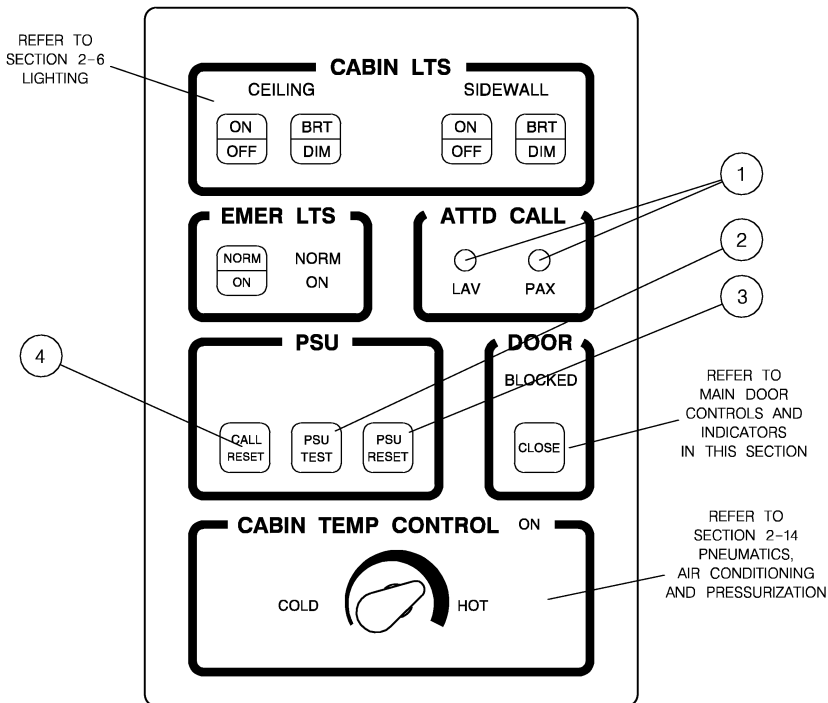 REFER TO
SECTION 2-6
LIGHTING
CABIN LTS
CEILING
SIDEWALL
ON
OFF
BRT
DIM
ON
OFF
BRT
DIM
1
EMER LTS
NORM
ON
NORM
ON
ATTD CALL
LAV
PAX
2
3
4
PSU
CALL
RESET
PSU
TEST
PSU
RESET
DOOR
BLOCKED
CLOSE
REFER TO
MAIN DOOR
CONTROLS AND
INDICATORS
IN THIS SECTION
CABIN TEMP CONTROL
ON
COLD
HOT
REFER TO
SECTION 2-14
PNEUMATICS,
AIR CONDITIONING
AND PRESSURIZATION